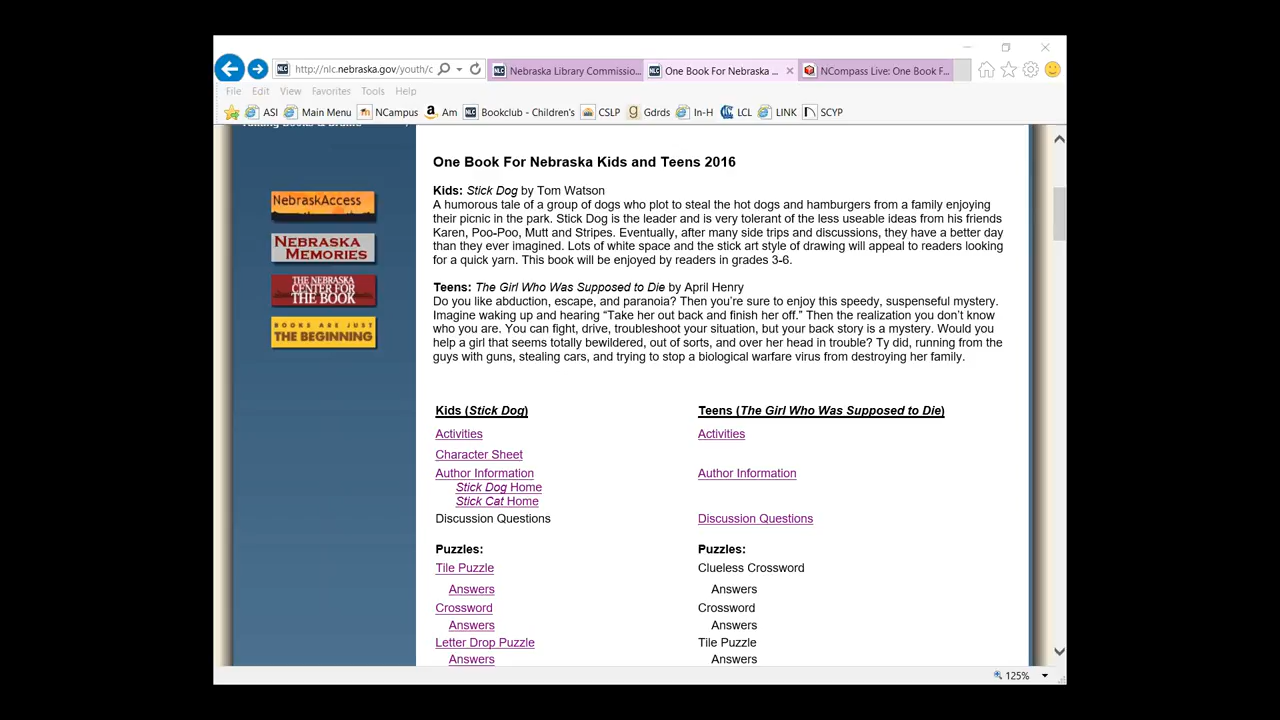 http://nlc.nebraska.gov/youth/c
Nebraska Library Commissio...
One Book For Nebraska ...
NCompass Live: One Book F...
File Edit View Favorites Tools Help
ASI Main Menu NCampus Am Bookclub - Children's CSLP Gdrds In-H LCL LINK SCYP
One Book For Nebraska Kids and Teens 2016
NebraskAccess
NEBRASKA
MEMORIES
THE NEBRASKA
CENTER FOR
THE BOOK
BOOKS ARE JUST
THE BEGINNING
Kids: Stick Dog by Tom Watson
A humorous tale of a group of dogs who plot to steal the hot dogs and hamburgers from a family enjoying
their picnic in the park. Stick Dog is the leader and is very tolerant of the less useable ideas from his friends
Karen, Poo-Poo, Mutt and Stripes. Eventually, after many side trips and discussions, they have a better day
than they ever imagined. Lots of white space and the stick art style of drawing will appeal to readers looking
for a quick yarn. This book will be enjoyed by readers in grades 3-6.
Teens: The Girl Who Was Supposed to Die by April Henry
Do you like abduction, escape, and paranoia? Then you're sure to enjoy this speedy, suspenseful mystery.
Imagine waking up and hearing “Take her out back and finish her off.” Then the realization you don't know
who you are. You can fight, drive, troubleshoot your situation, but your back story is a mystery. Would you
help a girl that seems totally bewildered, out of sorts, and over her head in trouble? Ty did, running from the
guys with guns, stealing cars, and trying to stop a biological warfare virus from destroying her family.
Kids (Stick Dog)
Activities
Character Sheet
Author Information
Stick Dog Home
Stick Cat Home
Discussion Questions
Puzzles:
Tile Puzzle
Answers
Crossword
Answers
Letter Drop Puzzle
Answers
Teens (The Girl Who Was Supposed to Die)
Activities
Author Information
Discussion Questions
Puzzles:
Clueless Crossword
Answers
Crossword
Answers
Tile Puzzle
Answers
125%